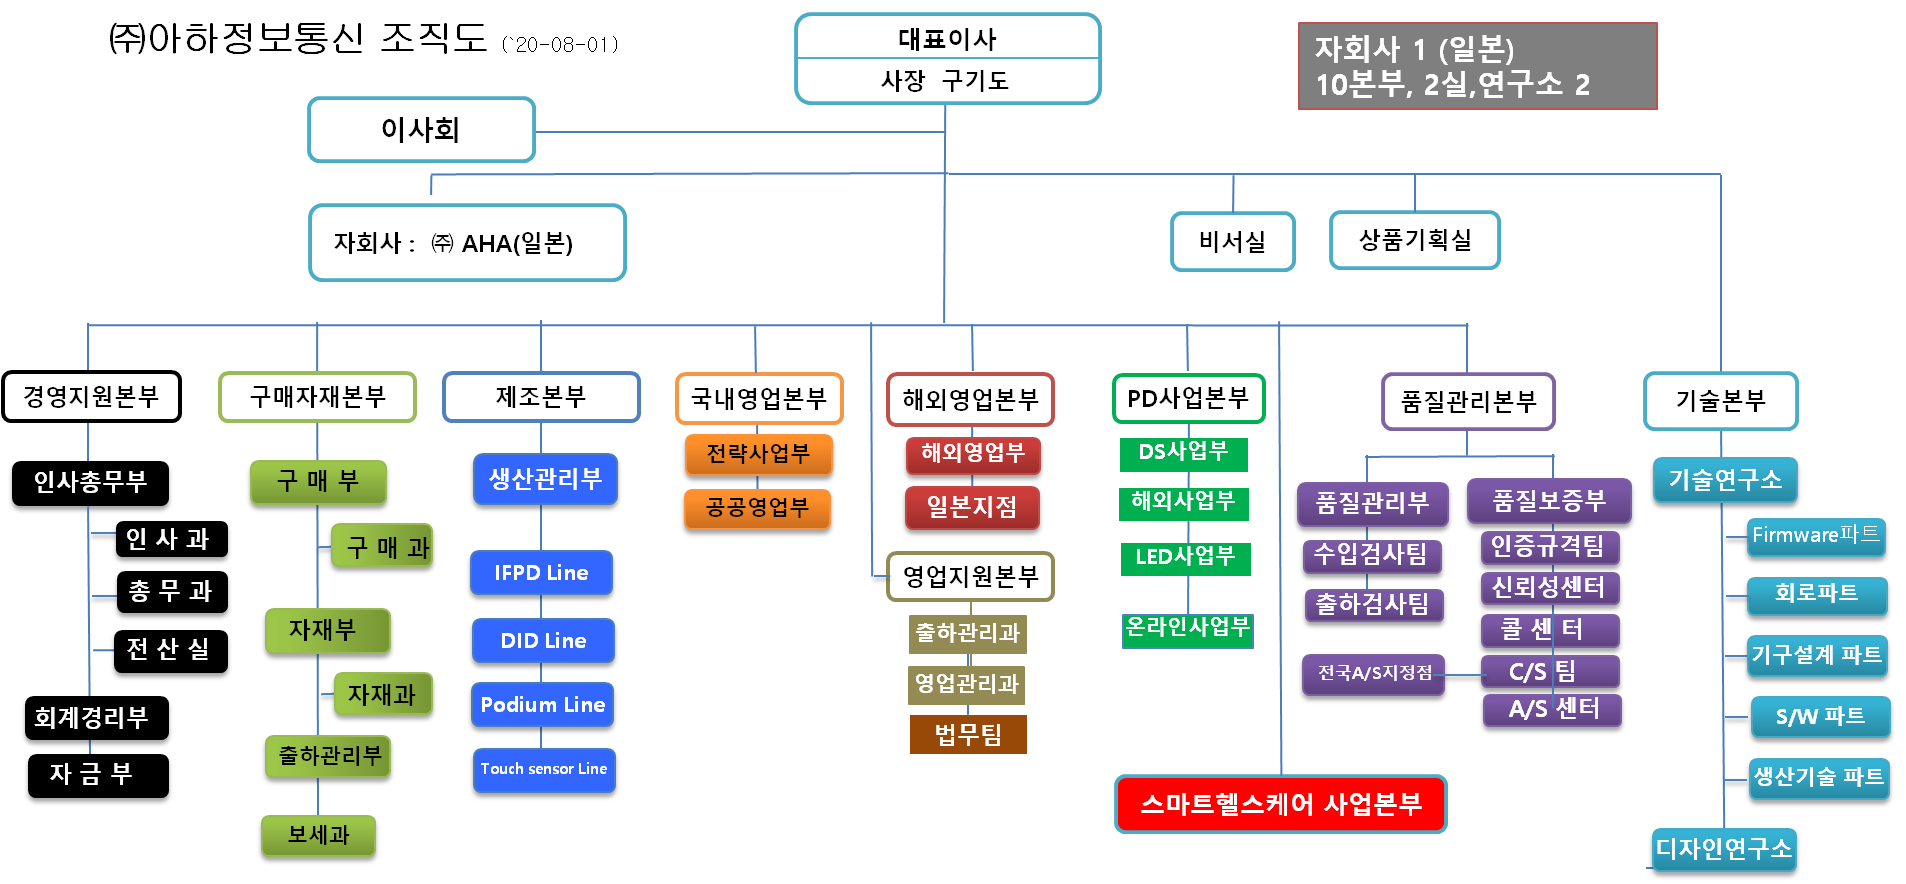 ㈜아하정보통신 조직도 (`20-08-01)
대표이사
사장 구기도
자회사 1 (일본)
10본부, 2실,연구소 2
이사회
자회사 : ㈜ AHA(일본)
비서실
상품기획실
경영지원본부
인사총무부
인 사 과
총 무 과
전 산 실
회계경리부
자 금 부
구매자재본부
구 매 부
구 매 과
자재부
자재과
출하관리부
보세과
제조본부
생산관리부
IFPD Line
DID Line
Podium Line
Touch sensor Line
국내영업본부
전략사업부
공공영업부
해외영업본부
해외영업부
일본지점
영업지원본부
출하관리과
영업관리과
법무팀
PD사업본부
DS사업부
해외사업부
LED사업부
온라인사업부
스마트헬스케어 사업본부
품질관리본부
품질관리부
수입검사팀
출하검사팀
전국A/S지정점
품질보증부
인증규격팀
신뢰성센터
콜 센 터
C/S 팀
A/S 센터
기술본부
기술연구소
Firmware파트
회로파트
기구설계 파트
S/W 파트
생산기술 파트
디자인연구소